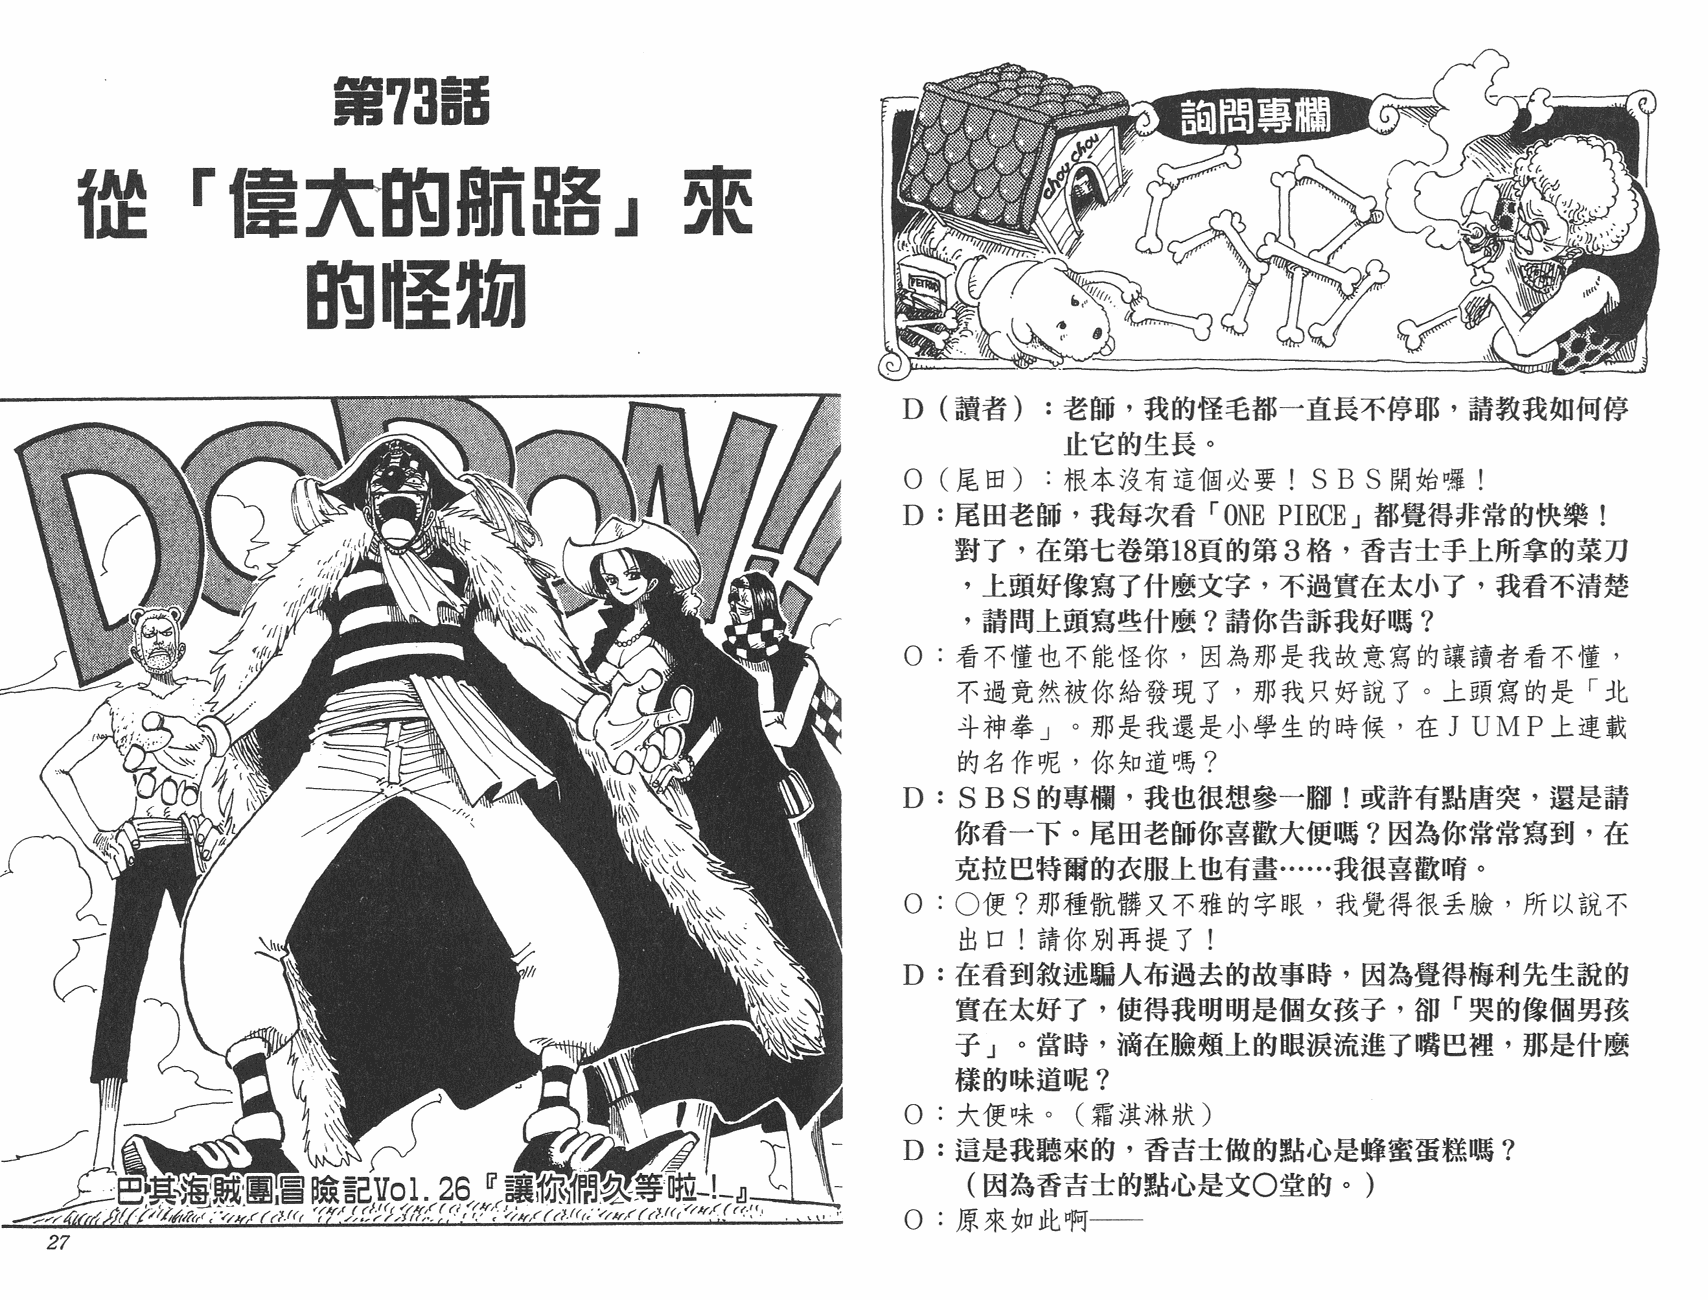 詢問專欄
chou chou
PETFOOD
D（讀者）：老師，我的怪毛都一直長不停耶，請教我如何停
止它的生長。
O（尾田）：根本沒有這個必要！ＳＢＳ開始囉！
D：尾田老師，我每次看「ONE PIECE」都覺得非常的快樂！
對了，在第七卷第18頁的第３格，香吉士手上所拿的菜刀
，上頭好像寫了什麼文字，不過實在太小了，我看不清楚
，請問上頭寫些什麼？請你告訴我好嗎？
O：看不懂也不能怪你，因為那是我故意寫的讓讀者看不懂，
不過竟然被你給發現了，那我只好說了。上頭寫的是「北
斗神拳」。那是我還是小學生的時候，在ＪＵＭＰ上連載
的名作呢，你知道嗎？
D：ＳＢＳ的專欄，我也很想參一腳！或許有點唐突，還是請
你看一下。尾田老師你喜歡大便嗎？因為你常常寫到，在
克拉巴特爾的衣服上也有畫……我很喜歡唷。
O：〇便？那種骯髒又不雅的字眼，我覺得很丟臉，所以說不
出口！請你別再提了！
D：在看到敘述騙人布過去的故事時，因為覺得梅利先生說的
實在太好了，使得我明明是個女孩子，卻「哭的像個男孩
子」。當時，滴在臉頰上的眼淚流進了嘴巴裡，那是什麼
樣的味道呢？
O：大便味。（霜淇淋狀）
D：這是我聽來的，香吉士做的點心是蜂蜜蛋糕嗎？
（因為香吉士的點心是文〇堂的。）
O：原來如此啊——
第73話
從「偉大的航路」來
的怪物
DOBON!!
巴其海賊團冒險記Vol.26『讓你們久等啦！』
27